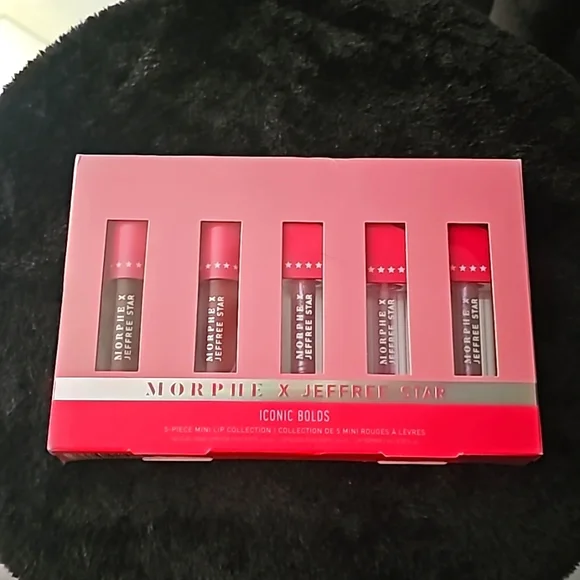 MORPHE X
JEFFREE STAR
MORPHE X
JEFFREE STAR
MORPHE X
JEFFREE STAR
MORPHE X
JEFFREE STAR
MORPHE X
JEFFREE STAR
MORPHE X JEFFREE STAR
ICONIC BOLDS
5-PIECE MINI LIP COLLECTION | COLLECTION DE 5 MINI ROUGES À LÈVRES